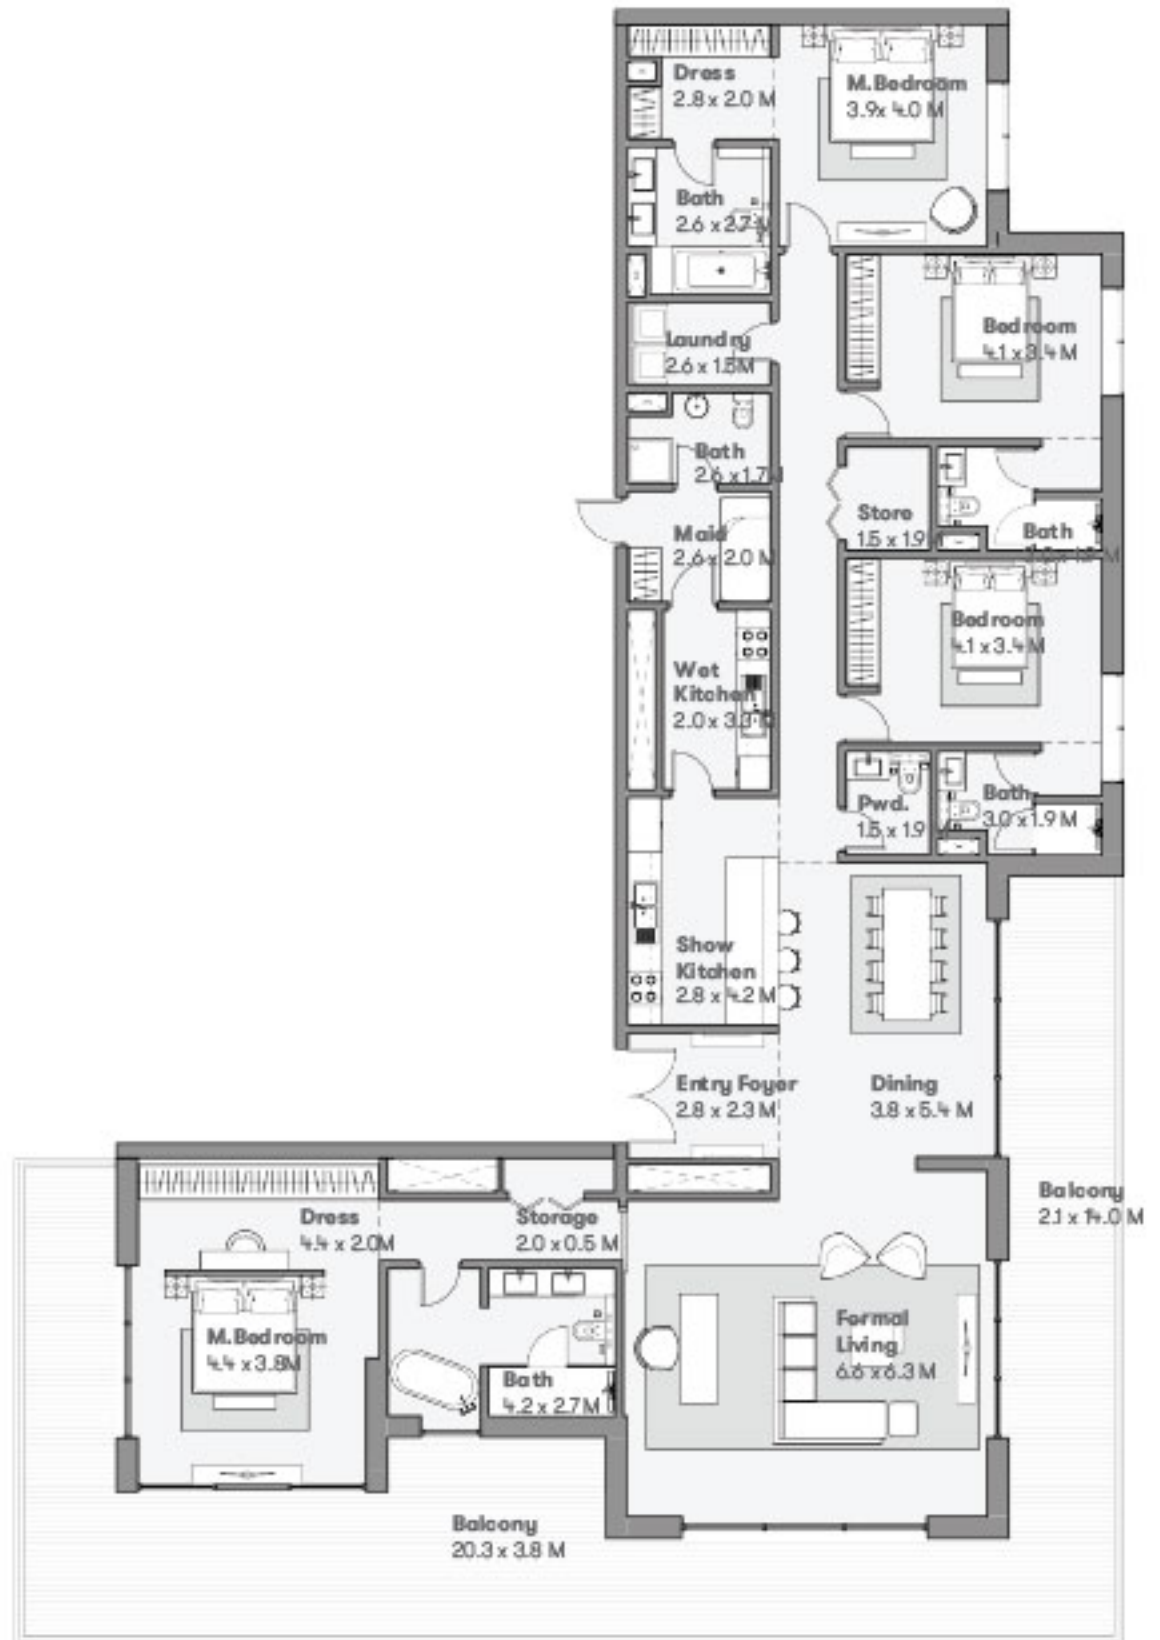 Dress
2.8 x 2.0 M
M.Bedroom
3.9x 4.0 M
Bath
2.6 x 2.7
Bedroom
4.1 x 3.4 M
Laundry
2.6 x 1.5M
Bath
2.6 x 1.7
Store
1.5 x 1.9
Bath
Maid
2.6 x 2.0 M
Bedroom
4.1 x 3.4 M
Wet
Kitchen
2.0 x 3.3
Pwd.
1.5 x 1.9
Bath
3.0 x 1.9 M
Show
Kitchen
2.8 x 4.2 M
Entry Foyer
2.8 x 2.3 M
Dining
3.8 x 5.4 M
Balcony
2.1 x 14.0 M
Dress
4.4 x 2.0M
Storage
2.0 x 0.5 M
M.Bedroom
4.4 x 3.8M
Formal
Living
6.6 x 6.3 M
Bath
4.2 x 2.7 M
Balcony
20.3 x 3.8 M